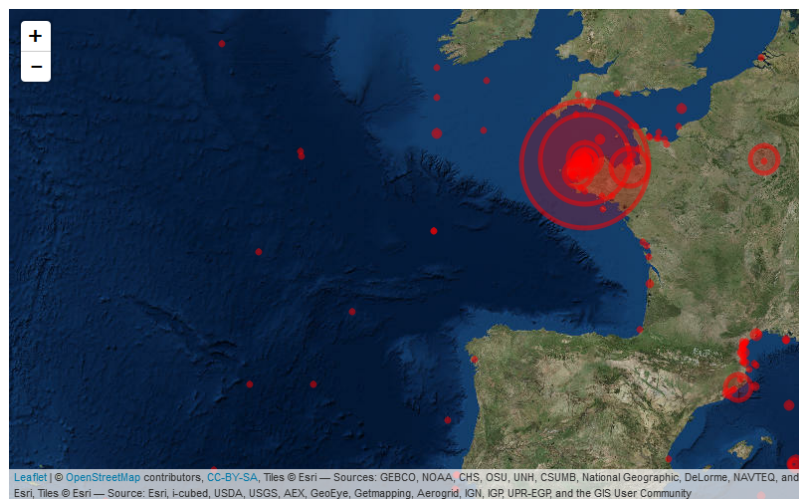 +
−
Leaflet | © OpenStreetMap contributors, CC-BY-SA, Tiles © Esri — Sources: GEBCO, NOAA, CHS, OSU, UNH, CSUMB, National Geographic, DeLorme, NAVTEQ, and
Esri, Tiles © Esri — Source: Esri, i-cubed, USDA, USGS, AEX, GeoEye, Getmapping, Aerogrid, IGN, IGP, UPR-EGP, and the GIS User Community